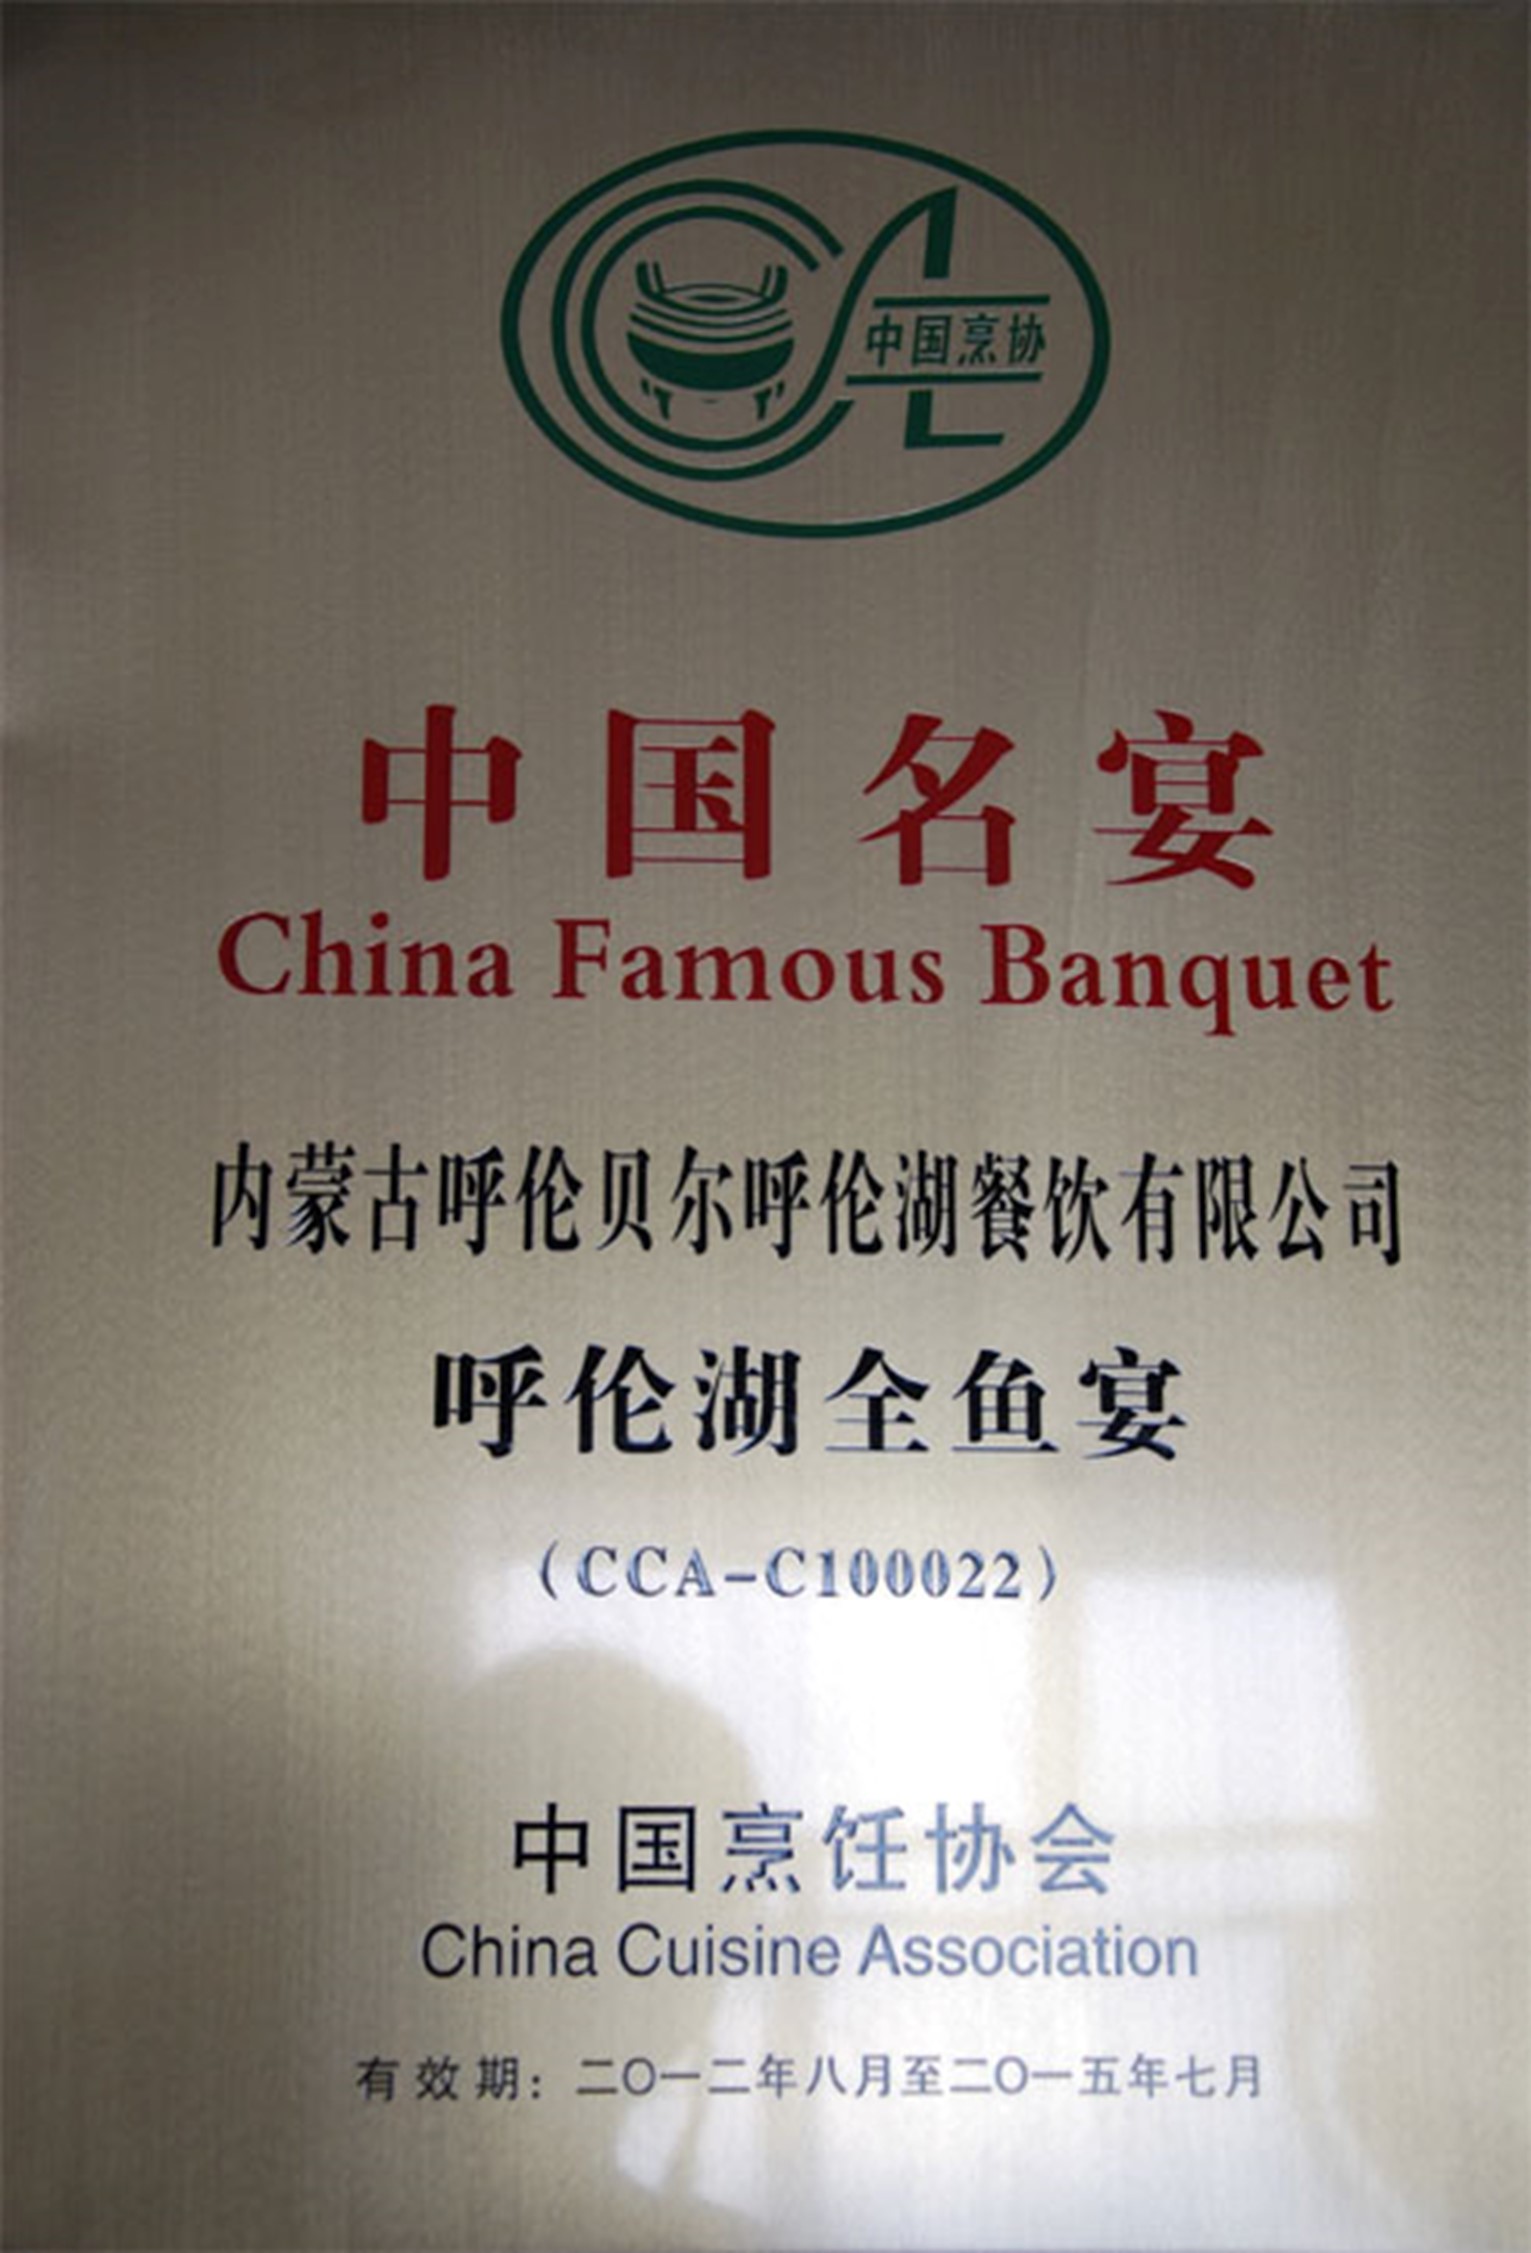 中国烹协
中国名宴
China Famous Banquet
内蒙古呼伦贝尔呼伦湖餐饮有限公司
呼伦湖全鱼宴
（CCA-C100022）
中国烹饪协会
China Cuisine Association
有效期：二〇一二年八月至二〇一五年七月